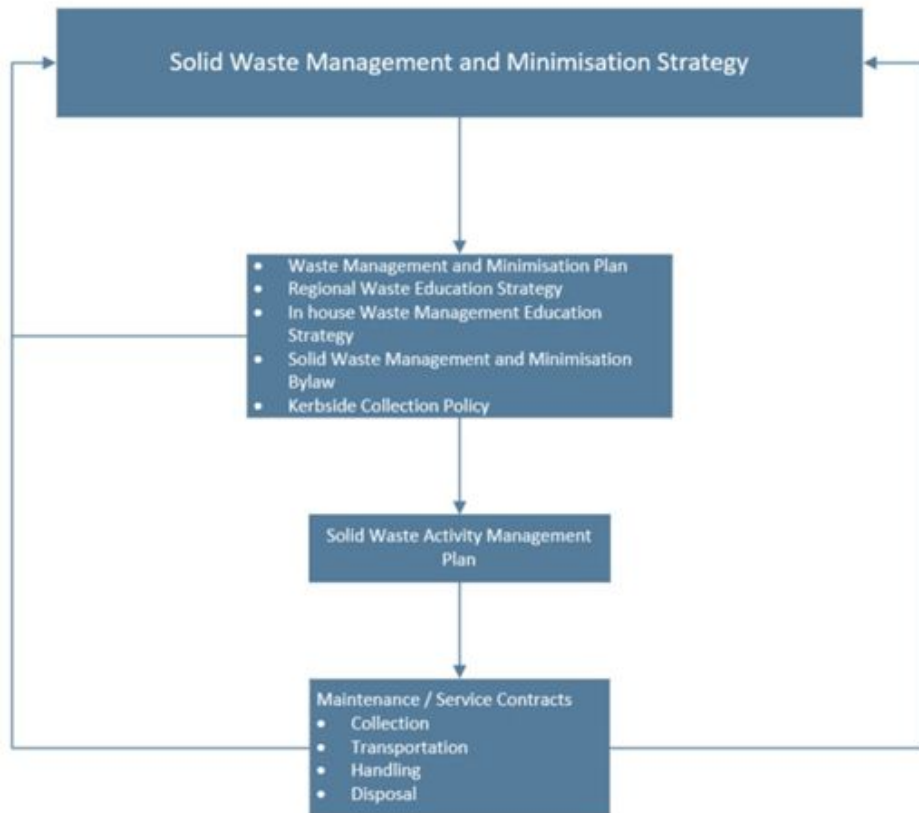 Solid Waste Management and Minimisation Strategy
• Waste Management and Minimisation Plan
• Regional Waste Education Strategy
• In house Waste Management Education
Strategy
• Solid Waste Management and Minimisation
Bylaw
• Kerbside Collection Policy
Solid Waste Activity Management
Plan
Maintenance / Service Contracts
• Collection
• Transportation
• Handling
• Disposal